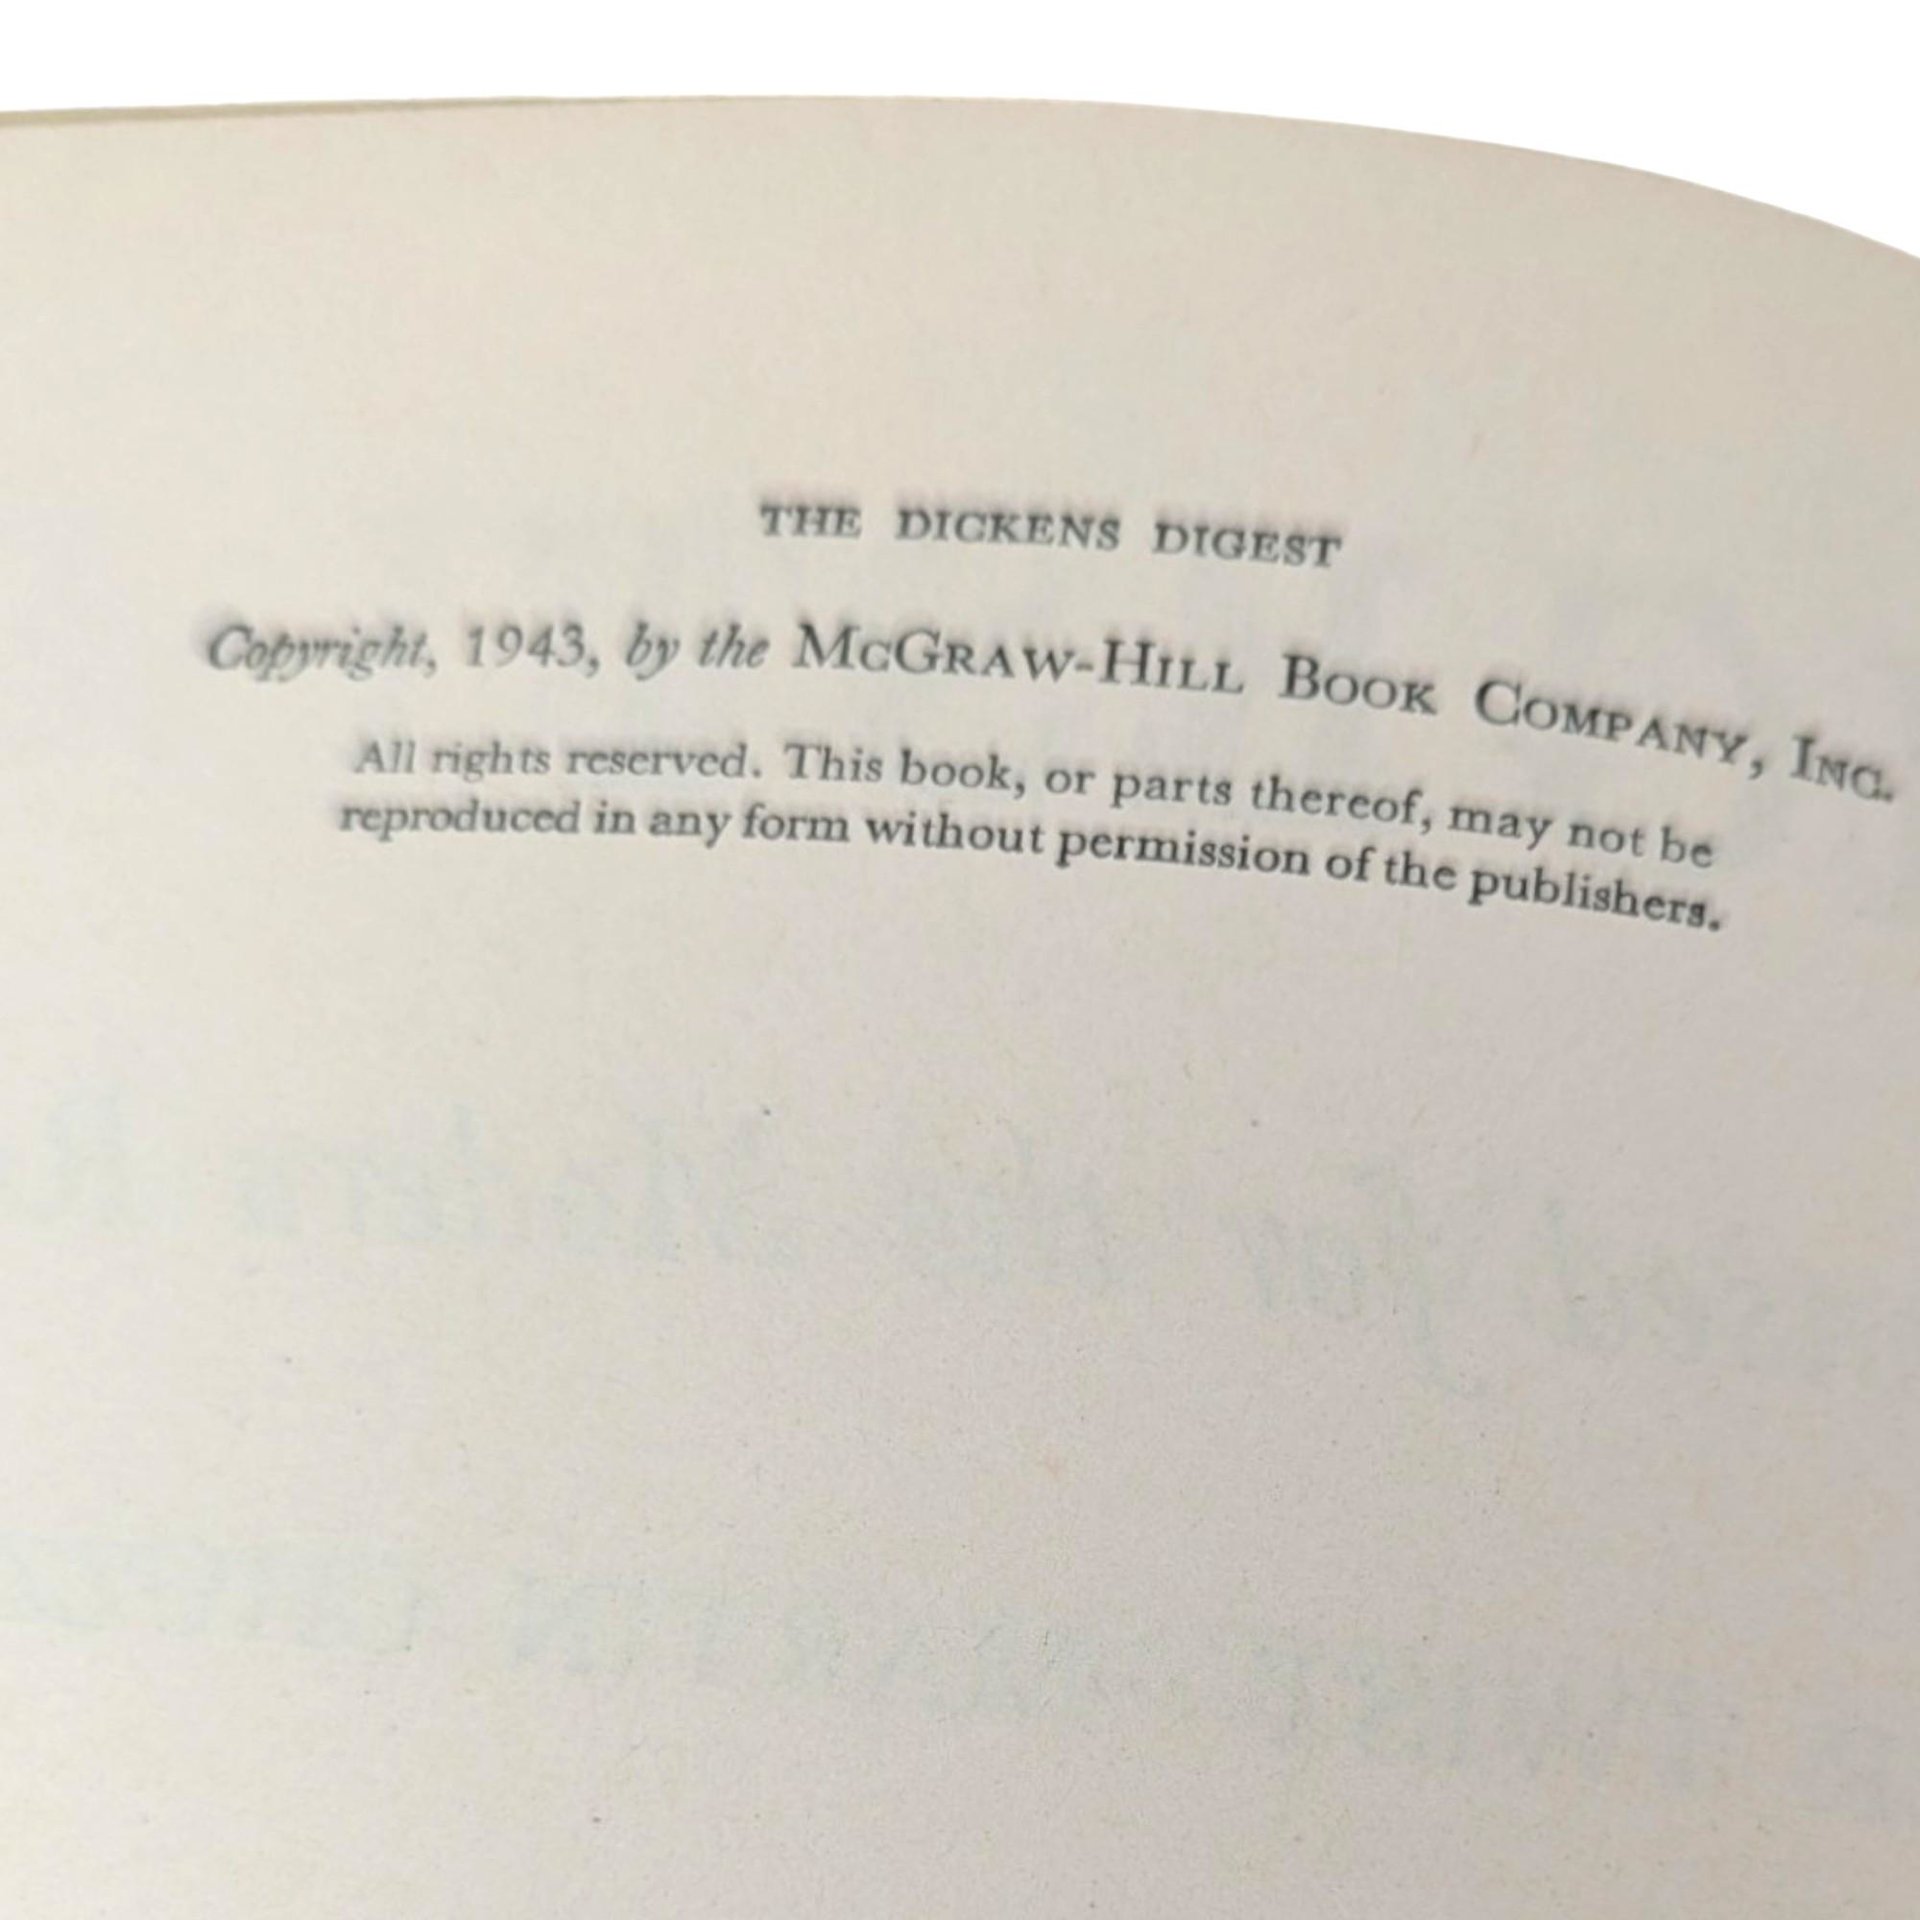 THE DICKENS DIGEST
Copyright, 1943, by the McGraw-Hill Book Company, Inc.
All rights reserved. This book, or parts thereof, may not be
reproduced in any form without permission of the publishers.